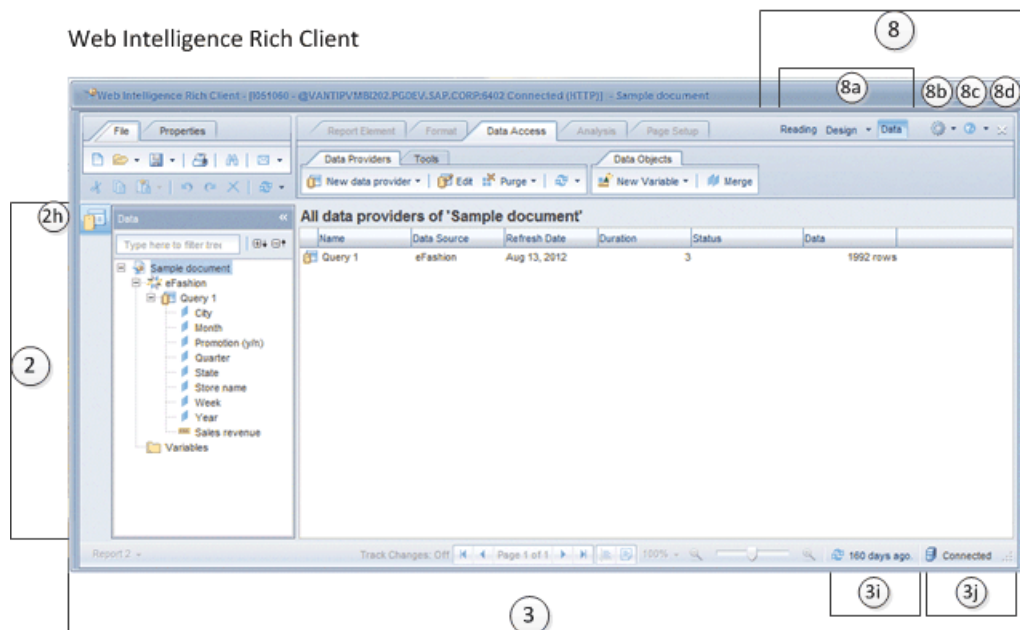 8
Web Intelligence Rich Client
8a 8b 8c 8d
Web Intelligence Rich Client - [I051060 - @VANTIPVMBI202.PGDEV.SAP.CORP:6402 Connected (HTTP)] - Sample document
File Properties Report Element Format Data Access Analysis Page Setup Reading Design Data
Data Providers Tools Data Objects
New data provider Edit Purge New Variable Merge
2h
Data «
All data providers of 'Sample document'
Type here to filter tree
Name Data Source Refresh Date Duration Status Data
Query 1 eFashion Aug 13, 2012 3 1992 rows
Sample document
eFashion
Query 1
City
Month
Promotion (y/n)
Quarter
2
State
Store name
Week
Year
Sales revenue
Variables
Report 2 Track Changes: Off Page 1 of 1 100% 160 days ago. Connected
3i 3j
3